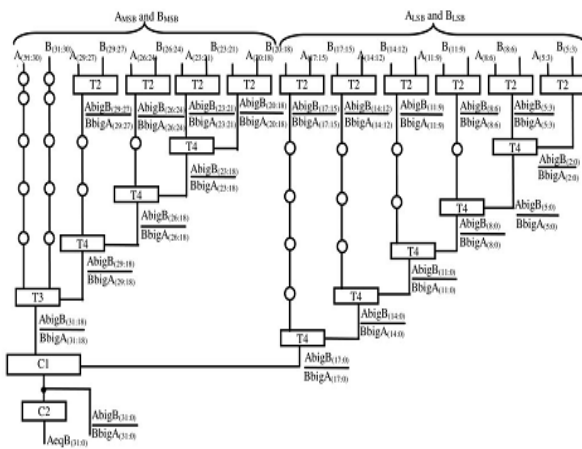 A_MSB and B_MSB A_LSB and B_LSB
B(31:30) B(29:27) B(26:24) B(23:21) B(20:18) B(17:15) B(14:12) B(11:9) B(8:6) B(5:3)
A(31:30) A(29:27) A(26:24) A(23:21) A(20:18) A(17:15) A(14:12) A(11:9) A(8:6) A(5:3)
T2 T2 T2 T2 T2 T2 T2 T2 T2
AbigB(29:27) AbigB(26:24) AbigB(23:21) AbigB(20:18) AbigB(17:15) AbigB(14:12) AbigB(11:9) AbigB(8:6) AbigB(5:3)
BbigA(29:27) BbigA(26:24) BbigA(23:21) BbigA(20:18) BbigA(17:15) BbigA(14:12) BbigA(11:9) BbigA(8:6) BbigA(5:3)
T4 T4
AbigB(2:0)
BbigA(2:0)
AbigB(23:18)
BbigA(23:18)
T4 T4
AbigB(5:0)
BbigA(5:0)
AbigB(26:18) AbigB(8:0)
BbigA(26:18) BbigA(8:0)
T4 T4
AbigB(29:18) AbigB(11:0)
BbigA(29:18) BbigA(11:0)
T3 T4
AbigB(31:18) AbigB(14:0)
BbigA(31:18) BbigA(14:0)
T4
C1
AbigB(17:0)
BbigA(17:0)
C2
AbigB(31:0)
BbigA(31:0)
AeqB(31:0)